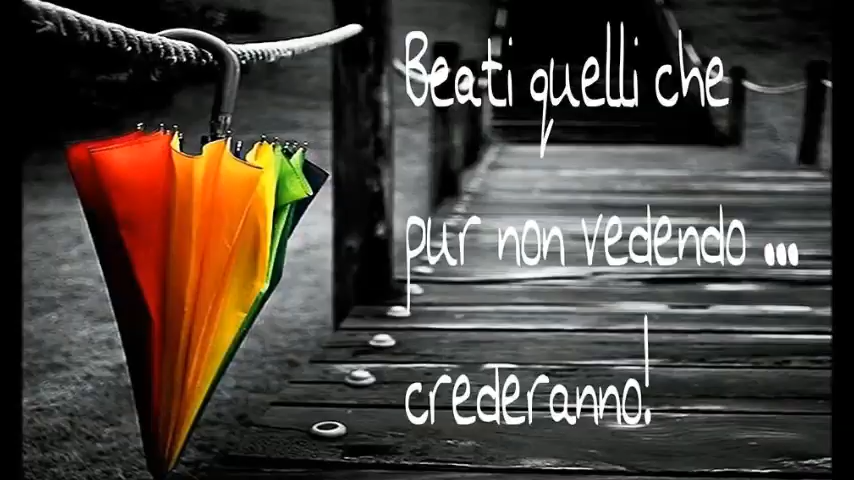 Beati quelli che
pur non vedendo ...
crederanno!